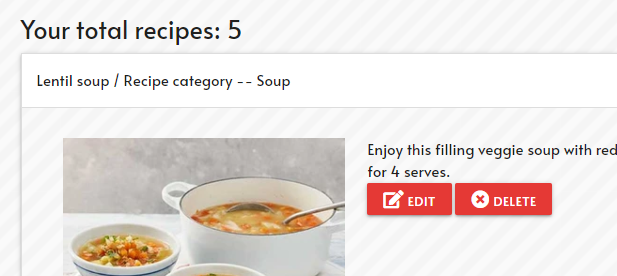 Your total recipes: 5
Lentil soup / Recipe category -- Soup
Enjoy this filling veggie soup with red
for 4 serves.
EDIT DELETE